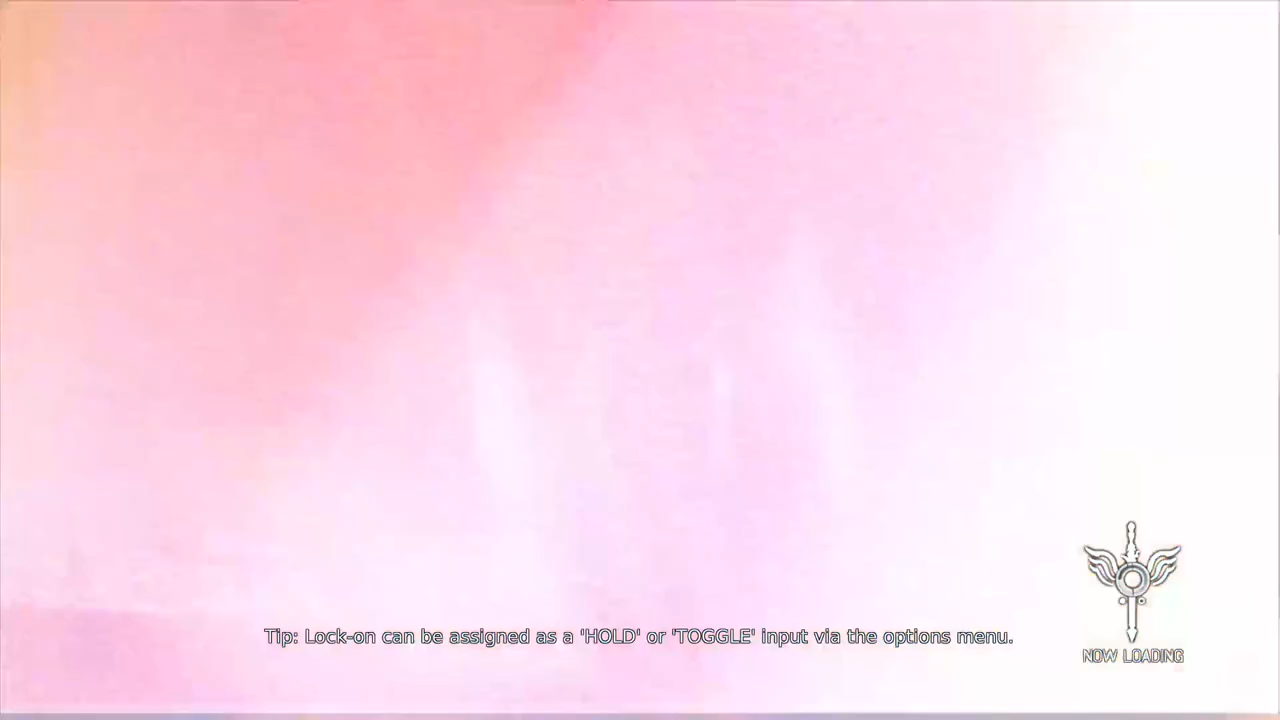 Tip: Lock-on can be assigned as a 'HOLD' or 'TOGGLE' input via the options menu.
NOW LOADING